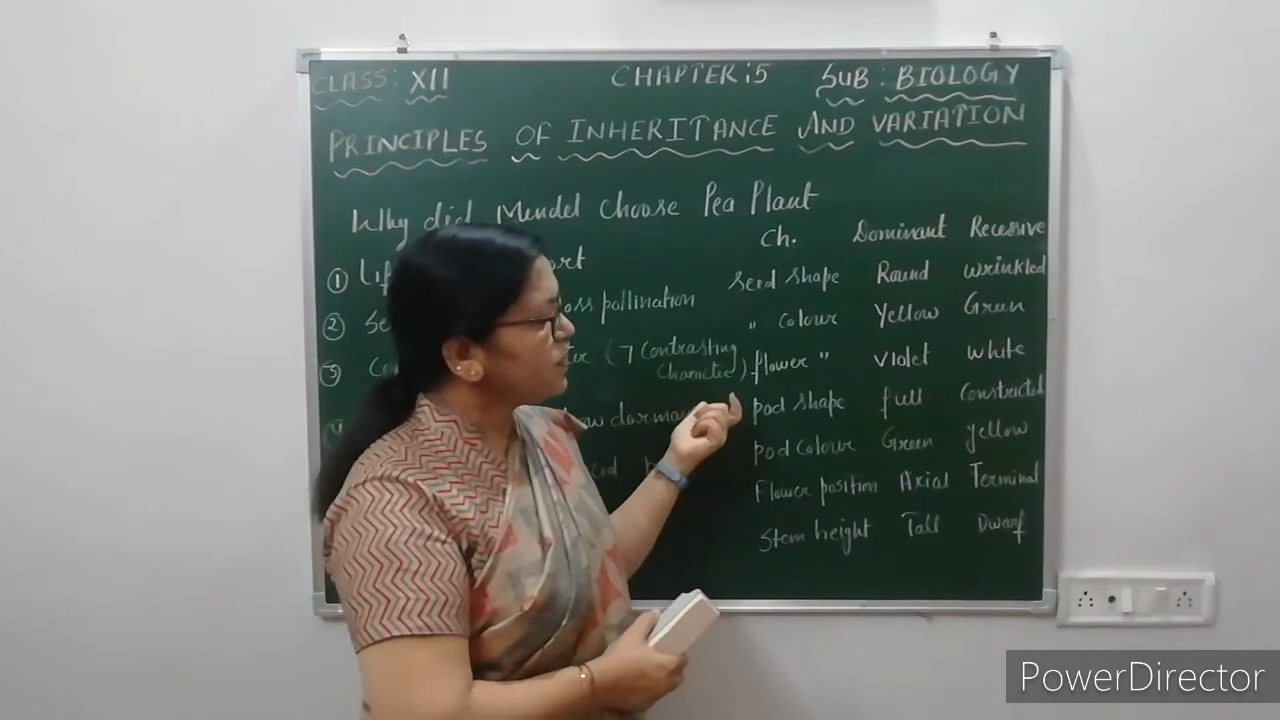 CLASS: XII CHAPTER:5 SUB: BIOLOGY
PRINCIPLES OF INHERITANCE AND VARIATION
Why did Mendel Choose Pea Plant
①
②
③
pollination
(7 Contrasting
Character)
Ch. Dominant Recessive
Seed shape Round wrinkled
" colour Yellow Green
flower " violet white
pod shape full Constricted
pod colour Green yellow
Flower position Axial Terminal
Stem height Tall Dwarf
PowerDirector